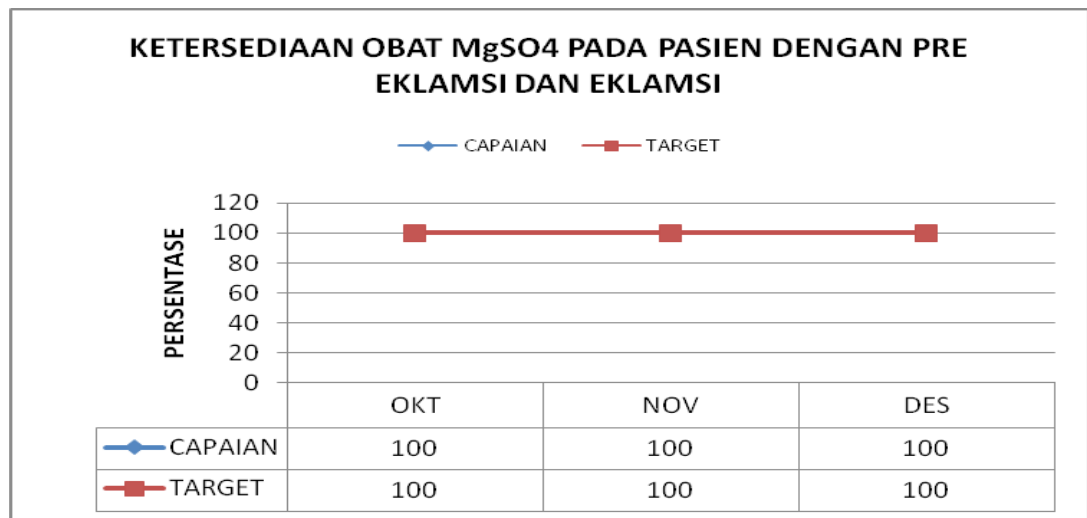 KETERSEDIAAN OBAT MgSO4 PADA PASIEN DENGAN PRE
EKLAMSI DAN EKLAMSI
CAPAIAN TARGET
PERSENTASE
120
100
80
60
40
20
0
OKT NOV DES
CAPAIAN 100 100 100
TARGET 100 100 100